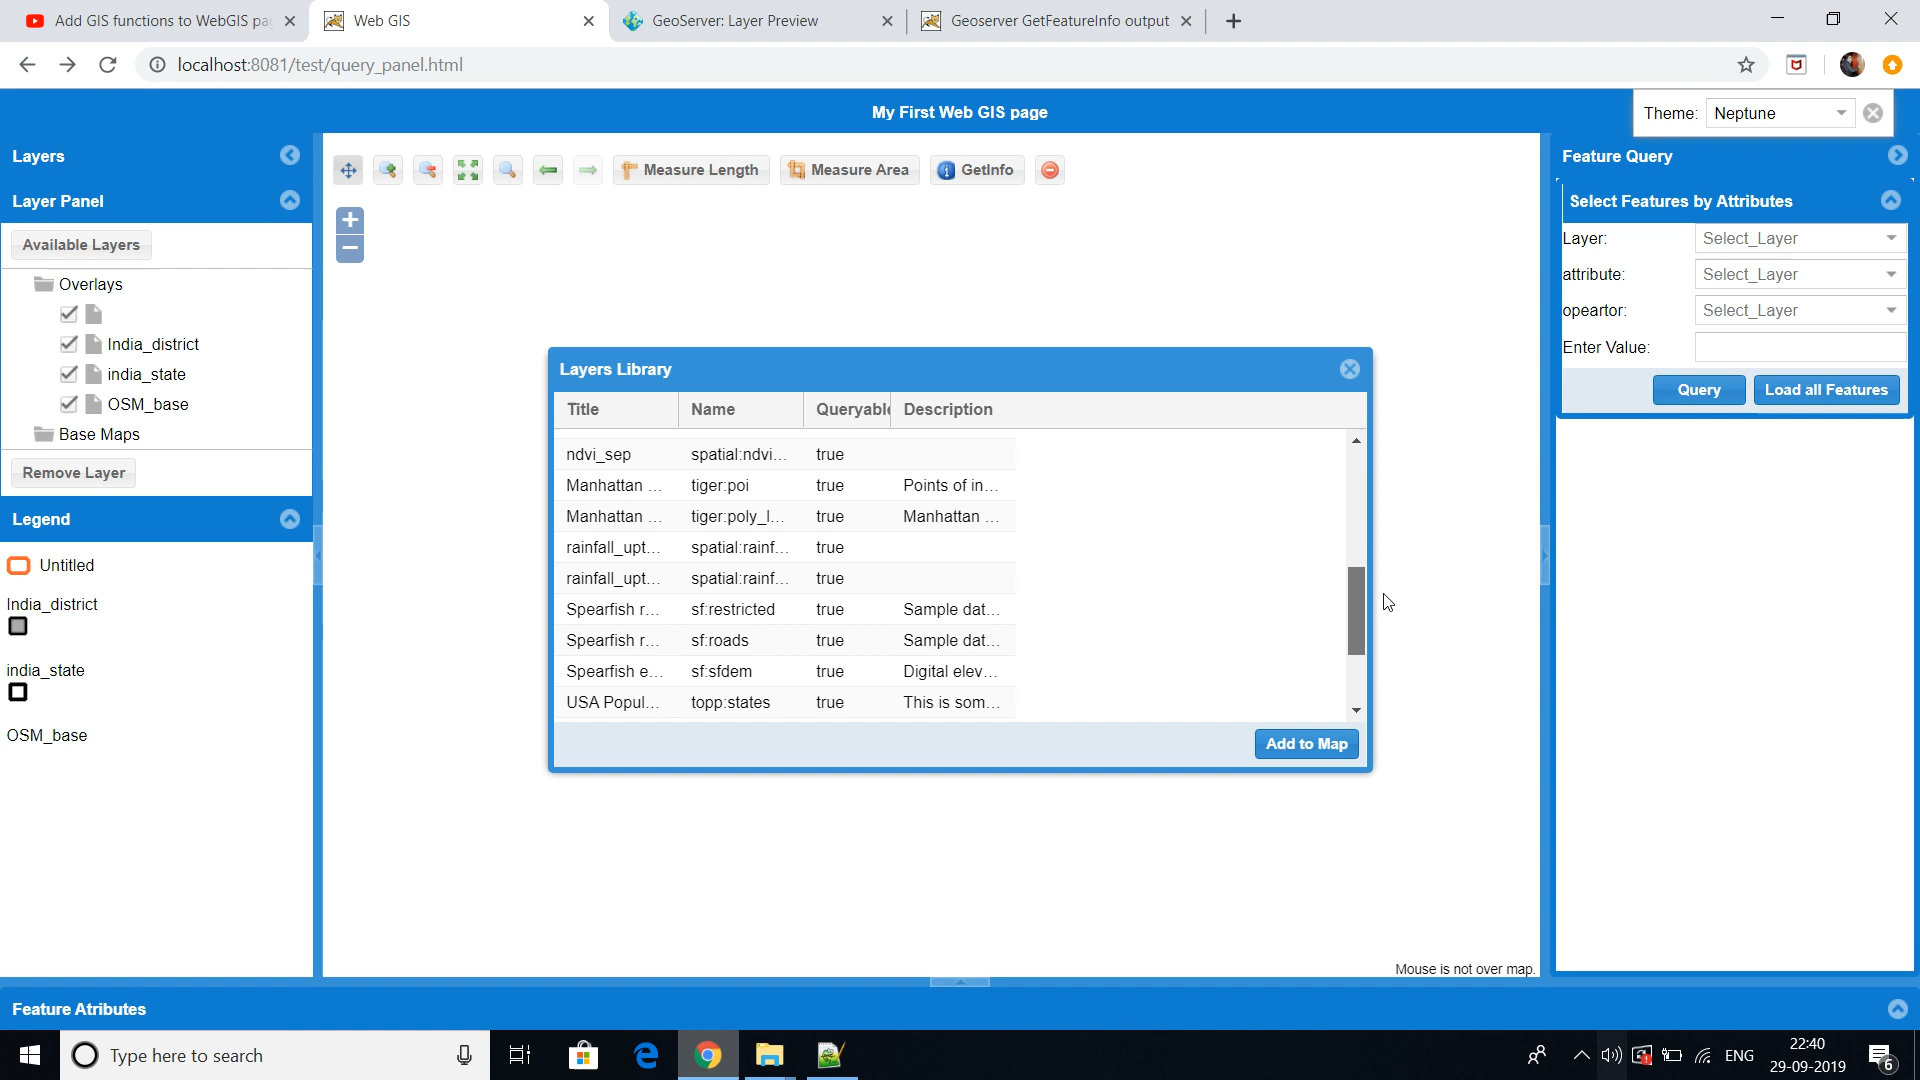 Add GIS functions to WebGIS pa
Web GIS
GeoServer: Layer Preview
Geoserver GetFeatureInfo output
localhost:8081/test/query_panel.html
My First Web GIS page
Theme: Neptune
Layers
Layer Panel
Available Layers
Overlays
India_district
india_state
OSM_base
Base Maps
Remove Layer
Legend
Untitled
India_district
india_state
OSM_base
Measure Length
Measure Area
GetInfo
+
−
Layers Library
Title Name Queryable Description
ndvi_sep spatial:ndvi... true
Manhattan ... tiger:poi true Points of in...
Manhattan ... tiger:poly_l... true Manhattan ...
rainfall_upt... spatial:rainf... true
rainfall_upt... spatial:rainf... true
Spearfish r... sf:restricted true Sample dat...
Spearfish r... sf:roads true Sample dat...
Spearfish e... sf:sfdem true Digital elev...
USA Popul... topp:states true This is som...
Add to Map
Mouse is not over map.
Feature Query
Select Features by Attributes
Layer: Select_Layer
attribute: Select_Layer
opeartor: Select_Layer
Enter Value:
Query Load all Features
Feature Atributes
Type here to search
ENG
22:40
29-09-2019
6